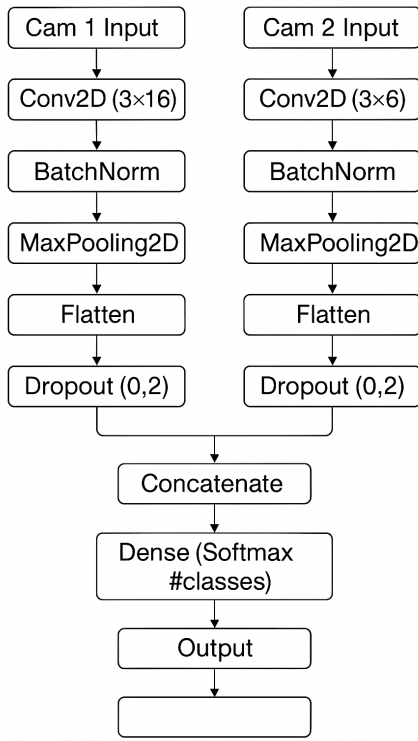 Cam 1 Input
Cam 2 Input
Conv2D (3×16)
Conv2D (3×6)
BatchNorm
BatchNorm
MaxPooling2D
MaxPooling2D
Flatten
Flatten
Dropout (0,2)
Dropout (0,2)
Concatenate
Dense (Softmax
#classes)
Output